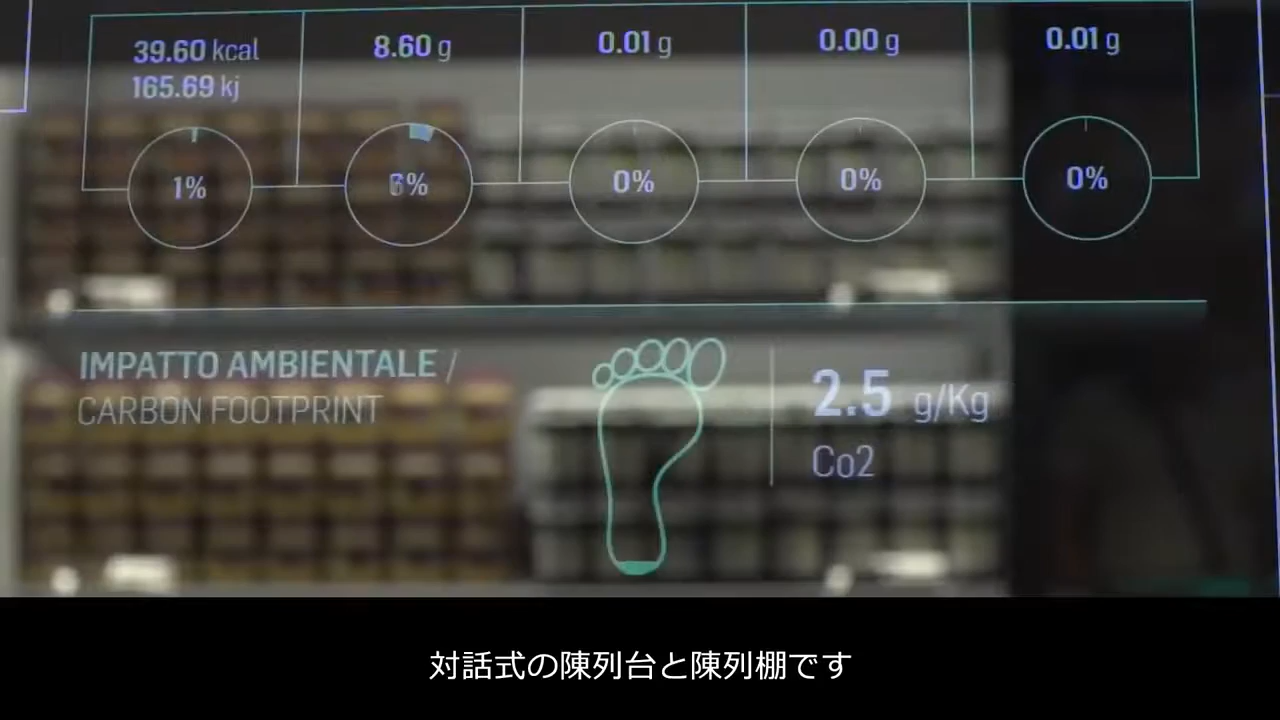 39.60 kcal
165.69 kj
8.60 g
0.01 g
0.00 g
0.01 g
1%
6%
0%
0%
0%
IMPATTO AMBIENTALE /
CARBON FOOTPRINT
2.5 g/Kg
Co2
対話式の陳列台と陳列棚です